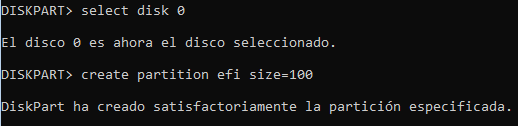 DISKPART> select disk 0
El disco 0 es ahora el disco seleccionado.
DISKPART> create partition efi size=100
DiskPart ha creado satisfactoriamente la partición especificada.